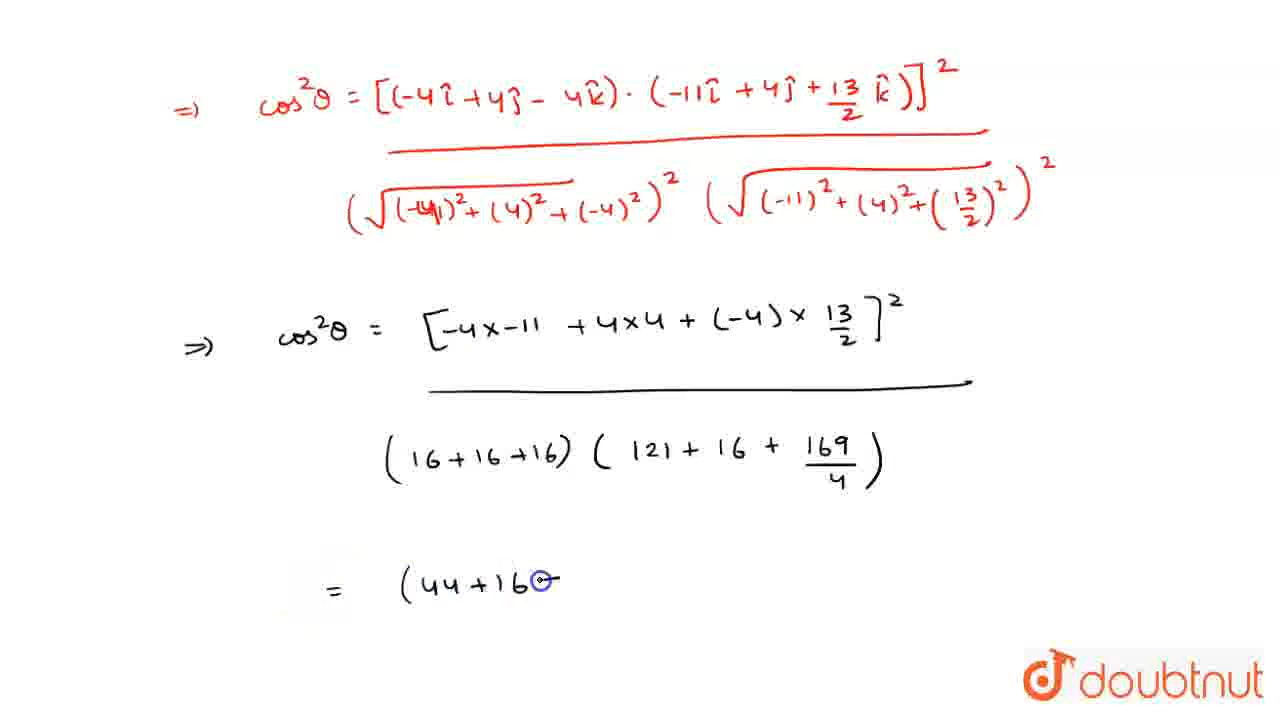 ⇒ cos²θ = [(-4î + 4ĵ - 4k̂) · (-11î + 4ĵ + 13/2 k̂)]²
(√(-4)² + (4)² + (-4)²)² (√(-11)² + (4)² + (13/2)²)²
⇒ cos²θ = [-4 × -11 + 4 × 4 + (-4) × 13/2]²
(16 + 16 + 16) (121 + 16 + 169/4)
= (44 + 16 -
doubtnut